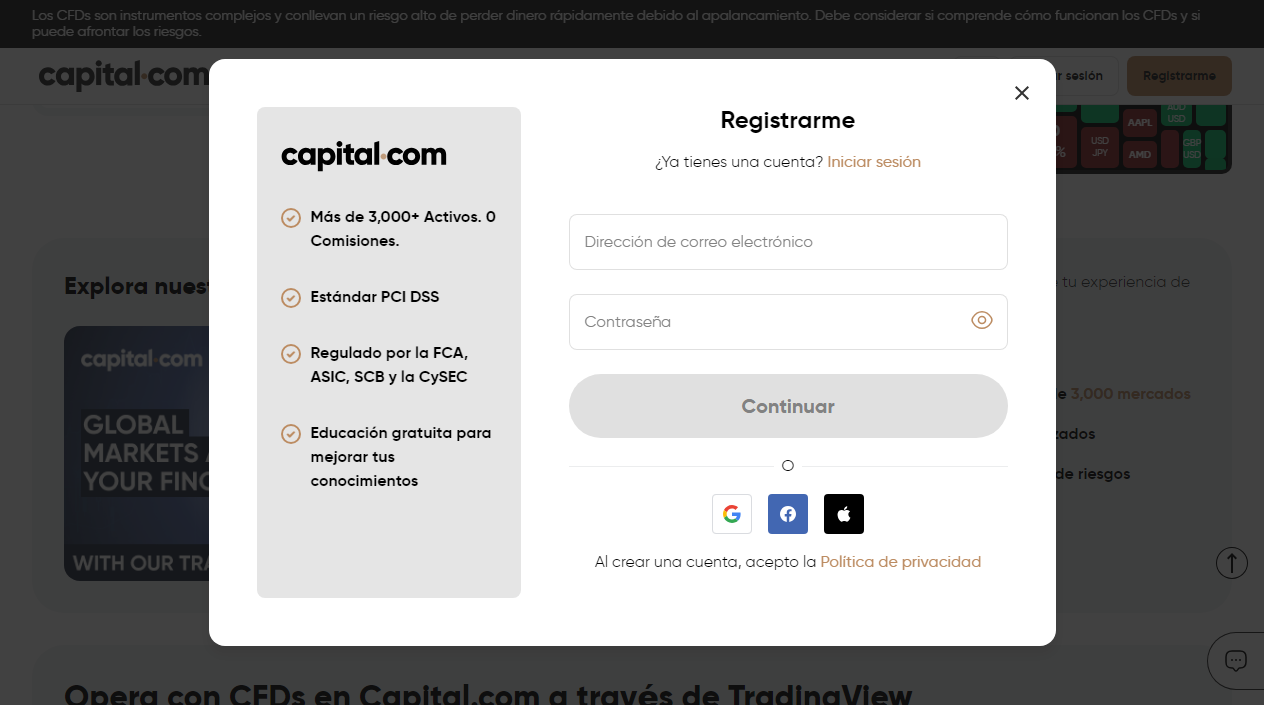 Los CFDs son instrumentos complejos y conllevan un riesgo alto de perder dinero rápidamente debido al apalancamiento. Debe considerar si comprende cómo funcionan los CFDs y si
puede afrontar los riesgos.
capital.com
r sesión
Registrarme
capital.com
Más de 3,000+ Activos. 0
Comisiones.
Estándar PCI DSS
Regulado por la FCA,
ASIC, SCB y la CySEC
Educación gratuita para
mejorar tus
conocimientos
Registrarme
¿Ya tienes una cuenta? Iniciar sesión
Dirección de correo electrónico
Contraseña
Continuar
O
Al crear una cuenta, acepto la Política de privacidad
AUD
USD
AAPL
USD
JPY
AMD
GBP
USD
%
Explora nuest
tu experiencia de
capital.com
GLOBAL
MARKETS A
YOUR FING
WITH OUR TRA
e 3,000 mercados
zados
de riesgos
Opera con CFDs en Capital.com a través de TradingView